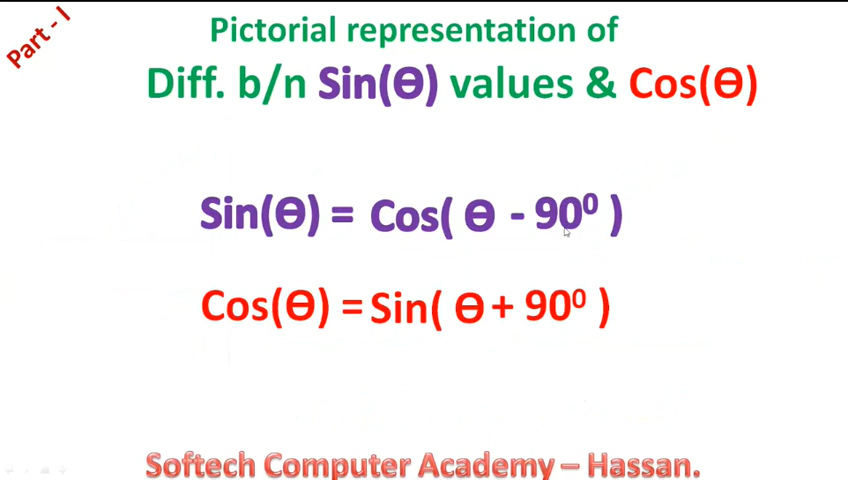 Part - I
Pictorial representation of
Diff. b/n Sin(Ɵ) values & Cos(Ɵ)
Sin(Ɵ) = Cos( Ɵ - 90⁰ )
Cos(Ɵ) = Sin( Ɵ + 90⁰ )
Softech Computer Academy – Hassan.